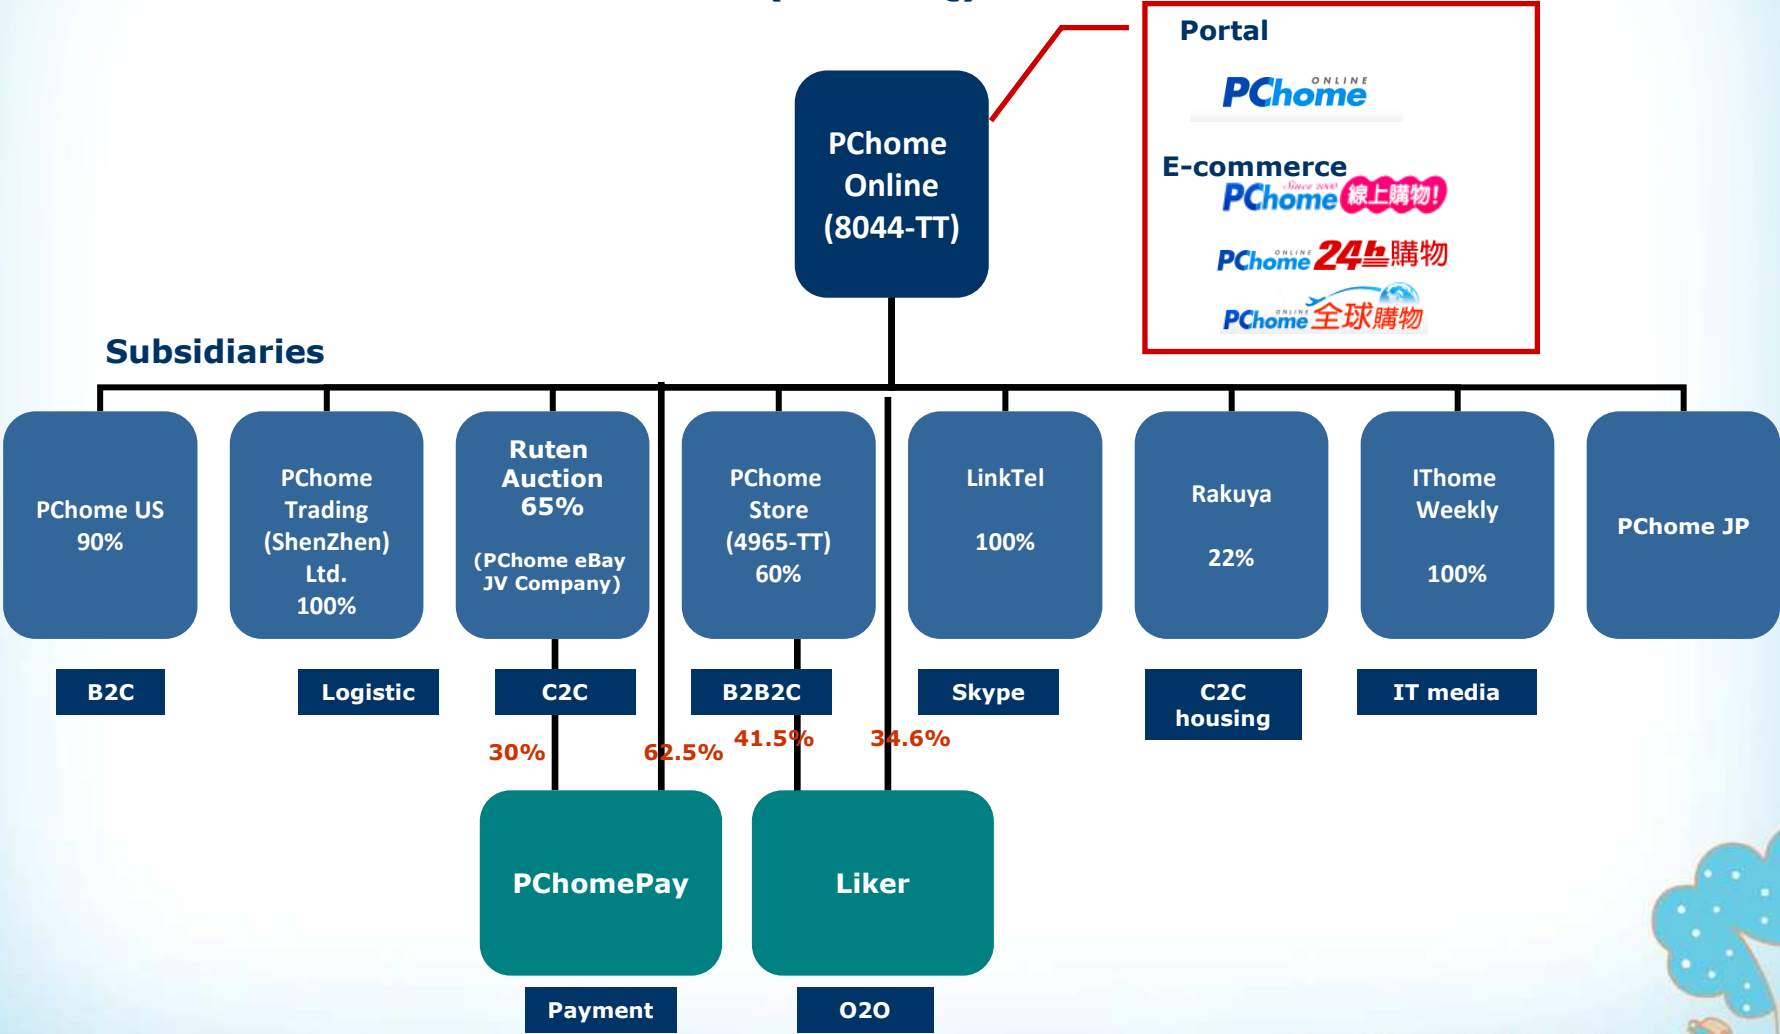 Portal
ONLINE
PChome
E-commerce
Since 2000
PChome 線上購物!
ONLINE
PChome 24h購物
ONLINE
PChome 全球購物
PChome
Online
(8044-TT)
Subsidiaries
PChome US
90%
PChome
Trading
(ShenZhen)
Ltd.
100%
Ruten
Auction
65%
(PChome eBay
JV Company)
PChome
Store
(4965-TT)
60%
LinkTel
100%
Rakuya
22%
IThome
Weekly
100%
PChome JP
B2C
Logistic
C2C
B2B2C
Skype
C2C
housing
IT media
30%
62.5%
41.5%
34.6%
PChomePay
Liker
Payment
O2O